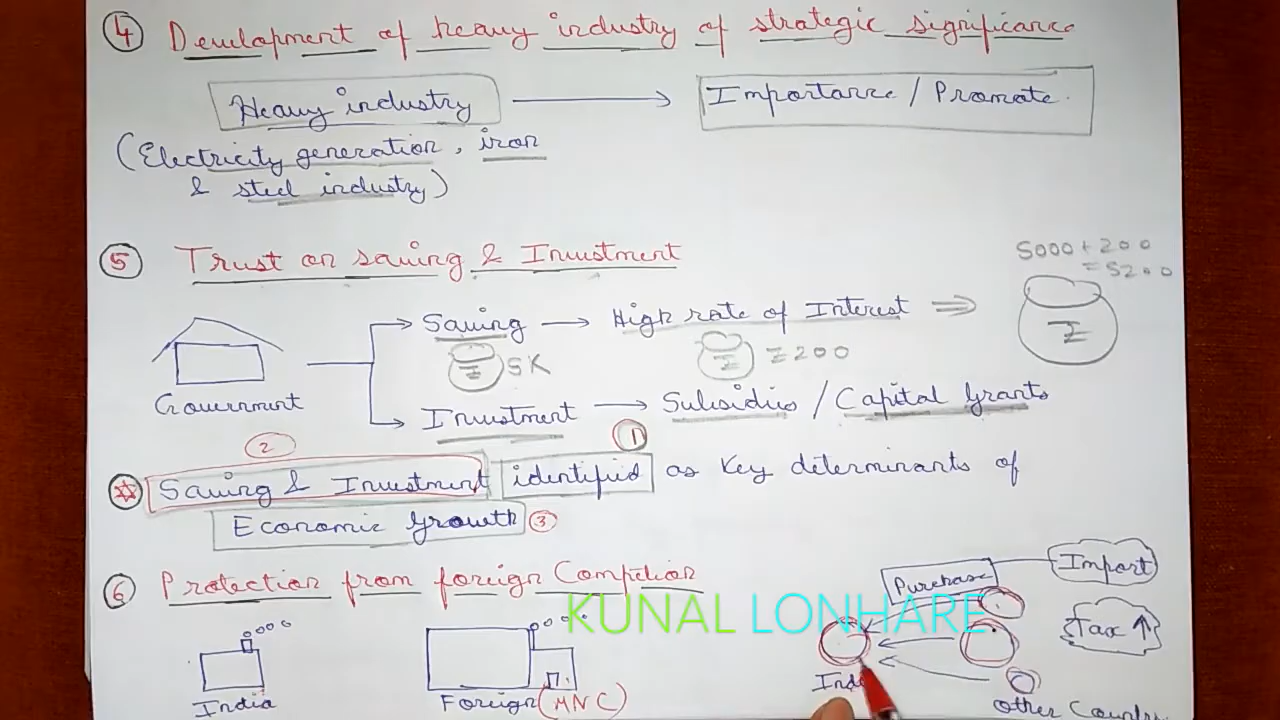 ④ Development of heavy industry of strategic significance
Heavy industry → Importance / Promote.
(Electricity generation, iron
& steel industry)
⑤ Trust on saving & Investment
5000 + 200
= 5200
Saving → High rate of Interest ⇒
₹ 5K
₹ ₹200
₹
Government
Investment → Subsidies / Capital Grants
2
1
Saving & Investment identified as Key determinants of
Economic Growth 3
⑥ Protection from foreign Competion
Purchase
Import
Tax ↑
KUNAL LONHARE
India
Foreign (MNC)
Other Country